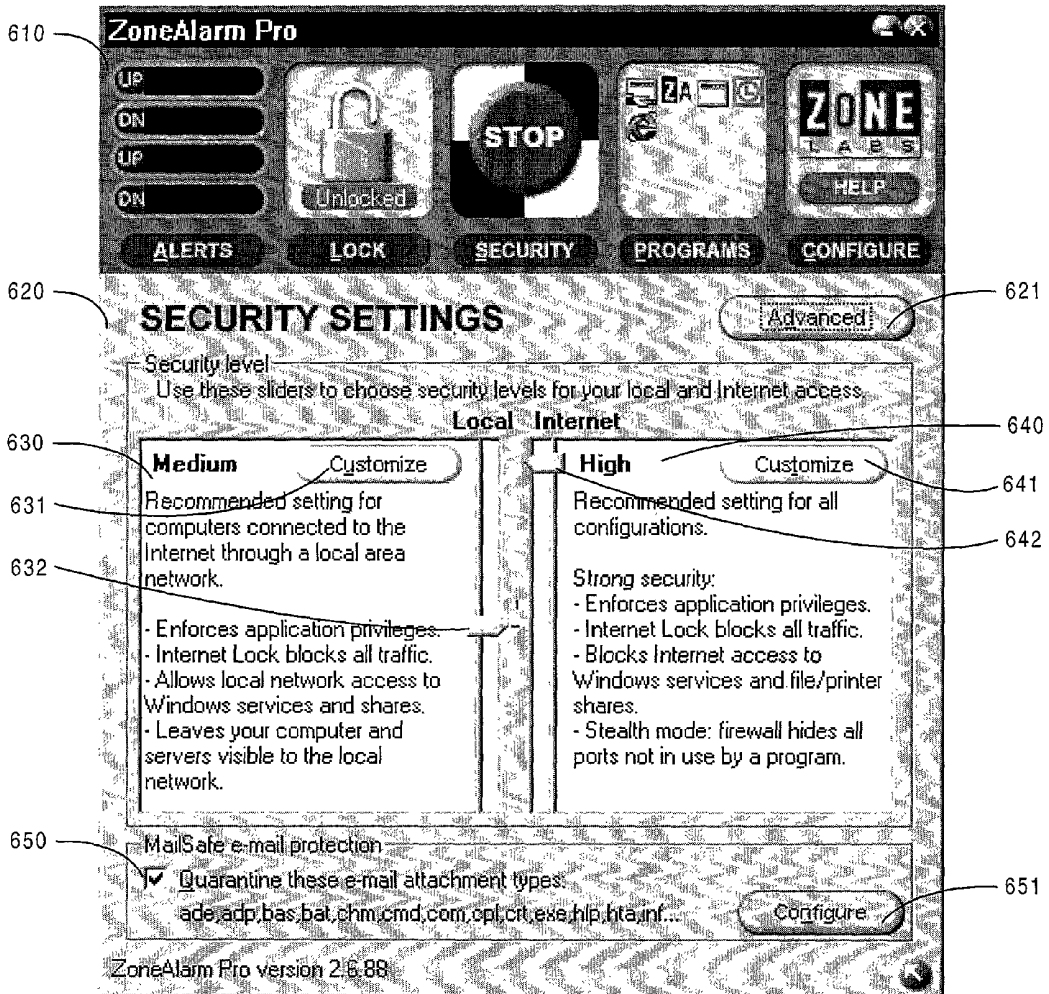 ZoneAlarm Pro
610
UP
DN
UP
DN
Unlocked
STOP
ZA
ZONE
LABS
HELP
ALERTS
LOCK
SECURITY
PROGRAMS
CONFIGURE
620
SECURITY SETTINGS
Advanced
621
Security level
Use these sliders to choose security levels for your local and Internet access.
Local
Internet
630
Medium
Customize
631
Recommended setting for
computers connected to the
Internet through a local area
network.
632
- Enforces application privileges.
- Internet Lock blocks all traffic.
- Allows local network access to
Windows services and shares.
- Leaves your computer and
servers visible to the local
network.
640
High
Customize
641
642
Recommended setting for all
configurations.
Strong security:
- Enforces application privileges.
- Internet Lock blocks all traffic.
- Blocks Internet access to
Windows services and file/printer
shares.
- Stealth mode: firewall hides all
ports not in use by a program.
650
MailSafe e-mail protection
Quarantine these e-mail attachment types:
ade,adp,bas,bat,chm,cmd,com,cpl,crt,exe,hlp,hta,inf...
Configure
651
ZoneAlarm Pro version 2.6.88